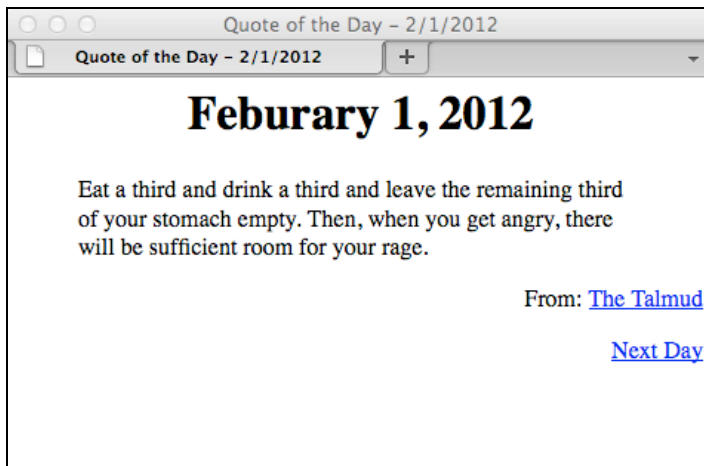 Quote of the Day – 2/1/2012
Quote of the Day – 2/1/2012 +
Feburary 1, 2012
Eat a third and drink a third and leave the remaining third
of your stomach empty. Then, when you get angry, there
will be sufficient room for your rage.
From: The Talmud
Next Day